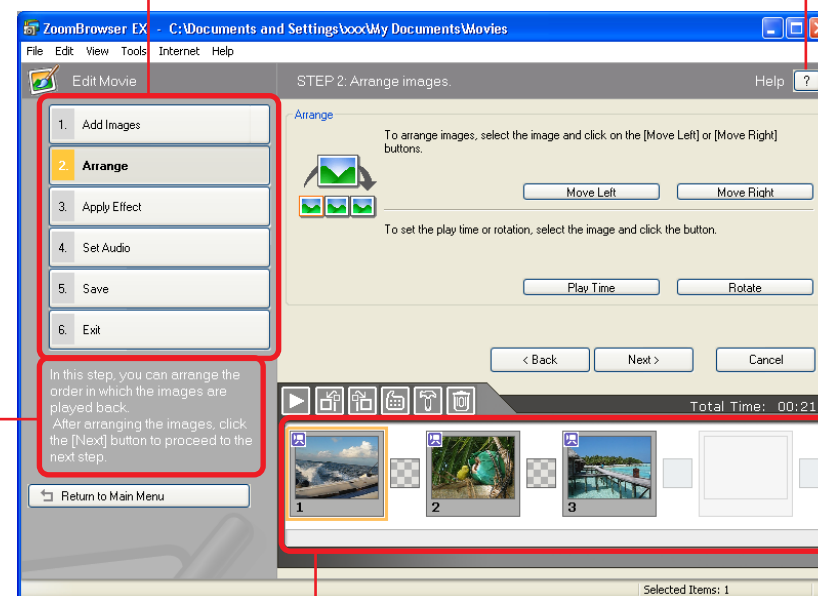 ZoomBrowser EX - C:\Documents and Settings\xxx\My Documents\Movies
File Edit View Tools Internet Help
Edit Movie
STEP 2: Arrange images.
Help ?
1. Add Images
2. Arrange
3. Apply Effect
4. Set Audio
5. Save
6. Exit
In this step, you can arrange the
order in which the images are
played back.
After arranging the images, click
the [Next] button to proceed to the
next step.
Return to Main Menu
Arrange
To arrange images, select the image and click on the [Move Left] or [Move Right]
buttons.
Move Left Move Right
To set the play time or rotation, select the image and click the button.
Play Time Rotate
< Back Next > Cancel
Total Time: 00:21
1 2 3
Selected Items: 1